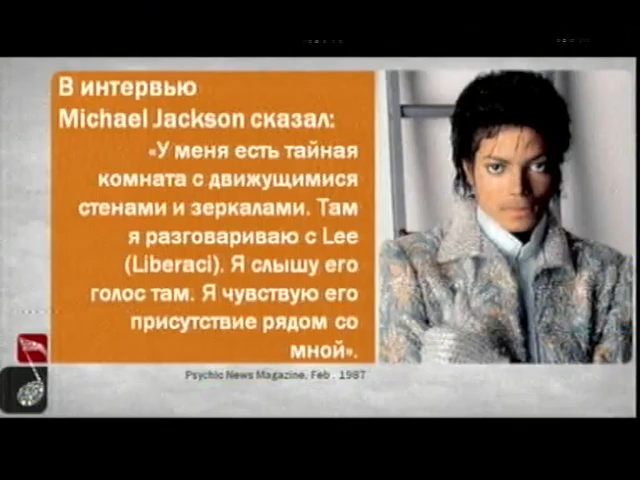 В интервью
Michael Jackson сказал:
«У меня есть тайная
комната с движущимися
стенами и зеркалами. Там
я разговариваю с Lee
(Liberaci). Я слышу его
голос там. Я чувствую его
присутствие рядом со
мной».
Psychic News Magazine, Feb . 1987